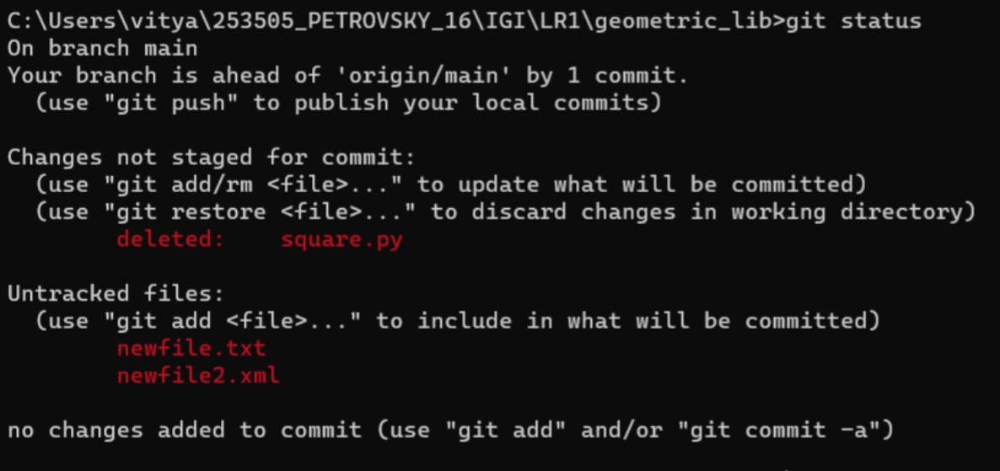 C:\Users\vitya\253505_PETROVSKY_16\IGI\LR1\geometric_lib>git status
On branch main
Your branch is ahead of 'origin/main' by 1 commit.
  (use "git push" to publish your local commits)

Changes not staged for commit:
  (use "git add/rm <file>..." to update what will be committed)
  (use "git restore <file>..." to discard changes in working directory)
        deleted:    square.py

Untracked files:
  (use "git add <file>..." to include in what will be committed)
        newfile.txt
        newfile2.xml

no changes added to commit (use "git add" and/or "git commit -a")